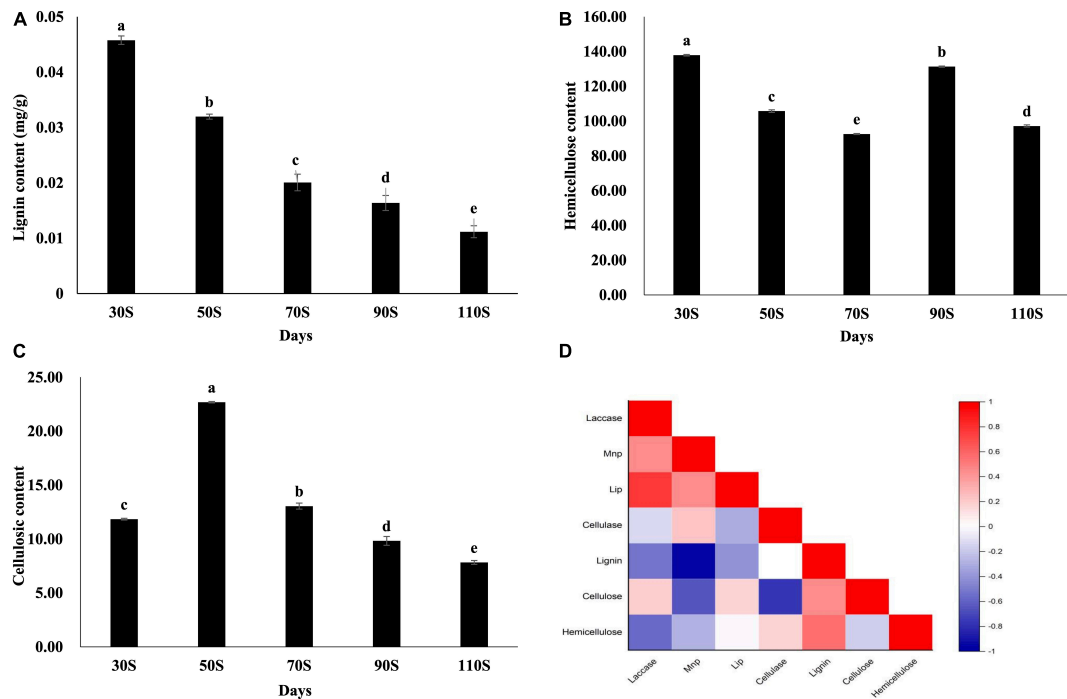 A
Lignin content (mg/g)
0.05
0.04
0.03
0.02
0.01
0
a
b
c
d
e
30S 50S 70S 90S 110S
Days
B
Hemicellulose content
160.00
140.00
120.00
100.00
80.00
60.00
40.00
20.00
0.00
a
c
e
b
d
30S 50S 70S 90S 110S
Days
C
Cellulosic content
25.00
20.00
15.00
10.00
5.00
0.00
c
a
b
d
e
30S 50S 70S 90S 110S
Days
D
Laccase
Mnp
Lip
Cellulase
Lignin
Cellulose
Hemicellulose
Laccase Mnp Lip Cellulase Lignin Cellulose Hemicellulose
1
0.8
0.6
0.4
0.2
0
-0.2
-0.4
-0.6
-0.8
-1